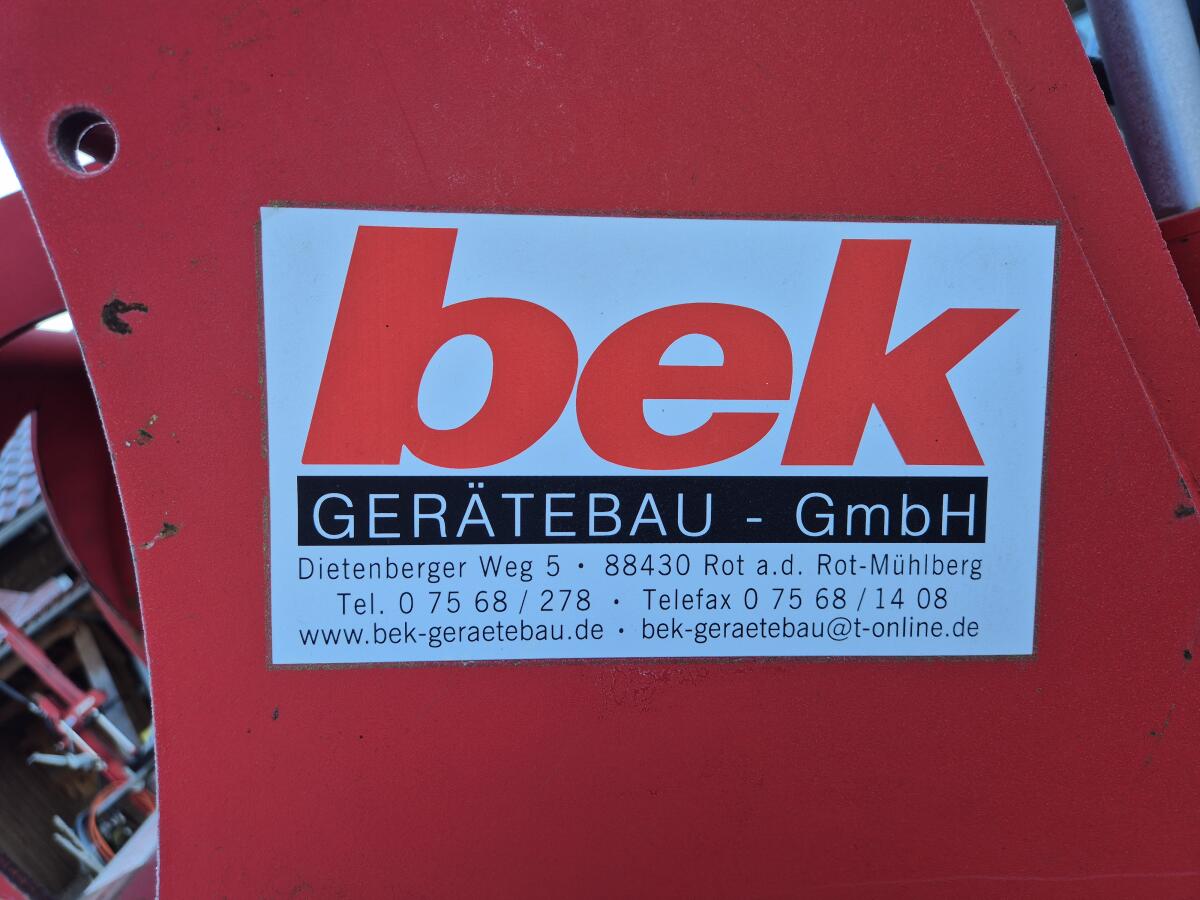 bek
GERÄTEBAU - GmbH
Dietenberger Weg 5 · 88430 Rot a.d. Rot-Mühlberg
Tel. 0 75 68 / 278 · Telefax 0 75 68 / 14 08
www.bek-geraetebau.de · bek-geraetebau@t-online.de